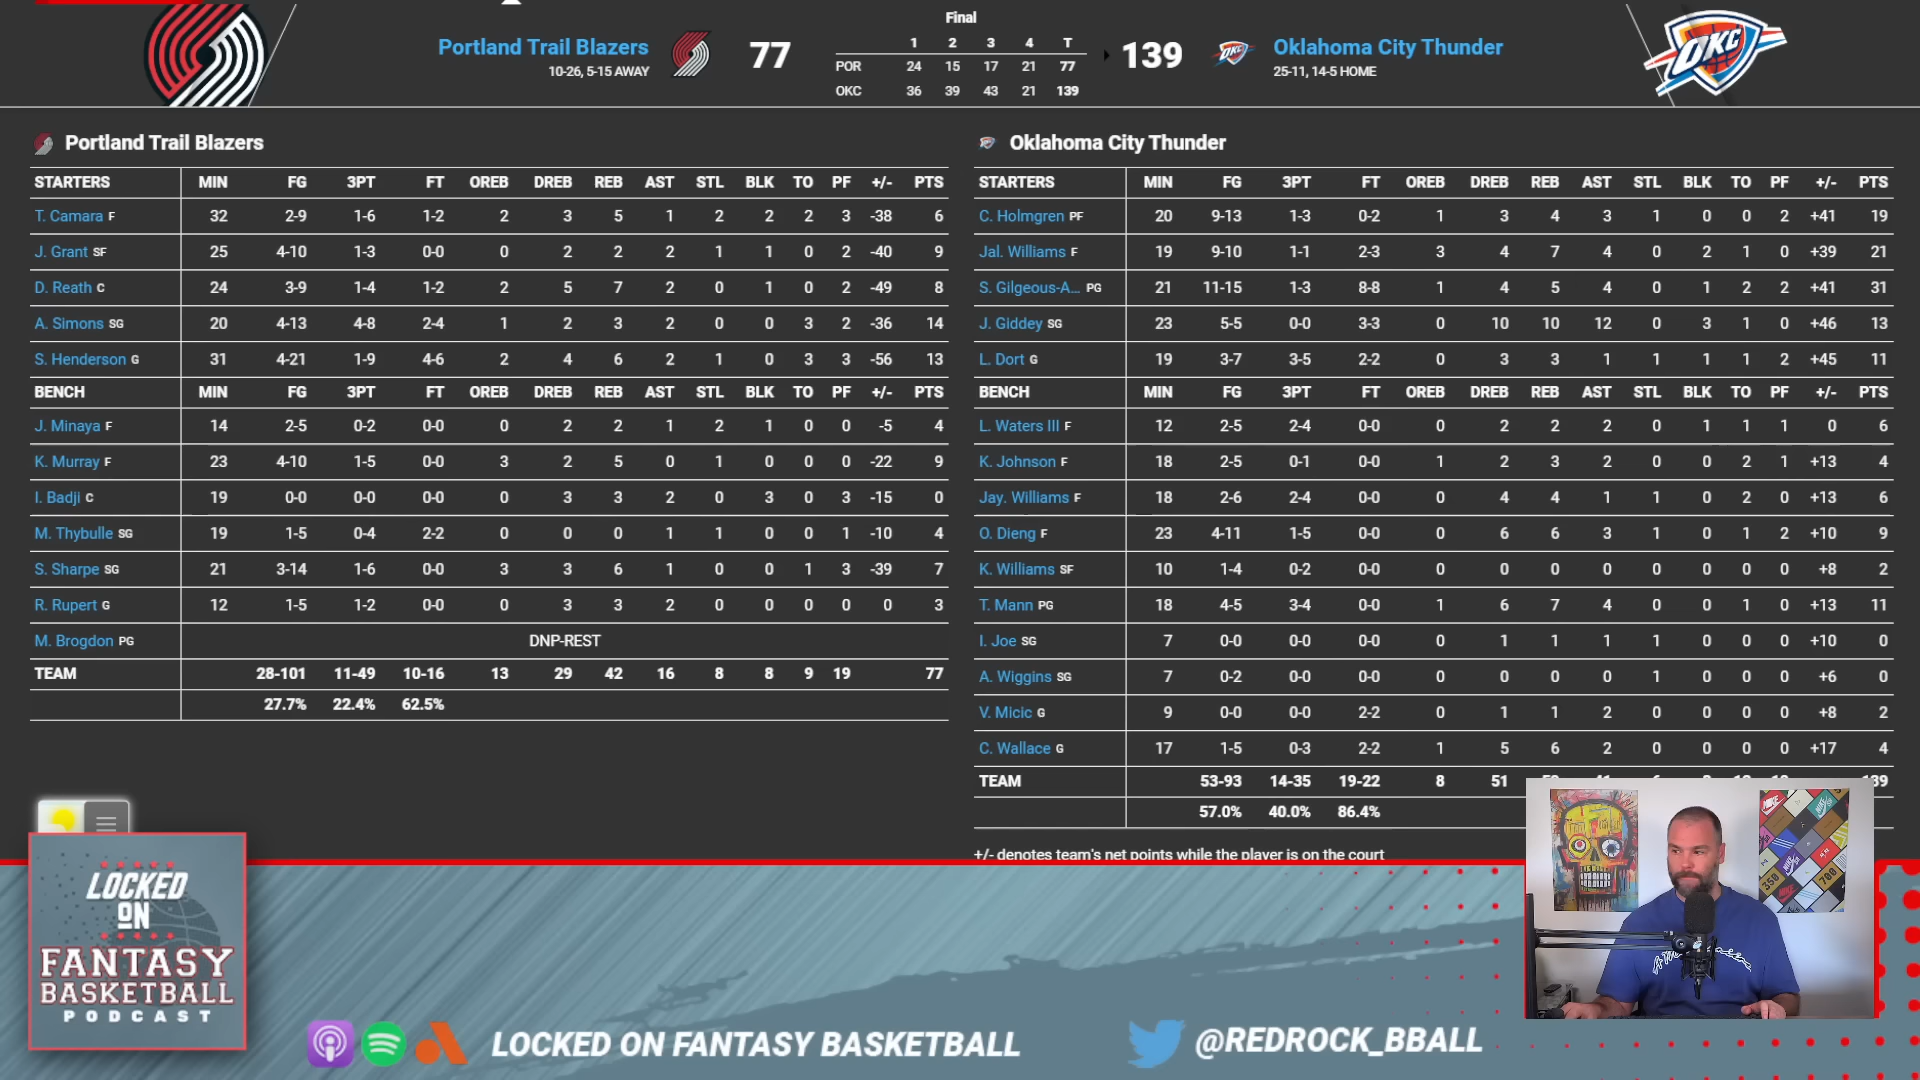 Final
Portland Trail Blazers
10-26, 5-15 AWAY
77
1 2 3 4 T
POR 24 15 17 21 77
OKC 36 39 43 21 139
139
OKC
Oklahoma City Thunder
25-11, 14-5 HOME
OKC
Portland Trail Blazers
STARTERS MIN FG 3PT FT OREB DREB REB AST STL BLK TO PF +/- PTS
T. Camara F 32 2-9 1-6 1-2 2 3 5 1 2 2 2 3 -38 6
J. Grant SF 25 4-10 1-3 0-0 0 2 2 2 1 1 0 2 -40 9
D. Reath C 24 3-9 1-4 1-2 2 5 7 2 0 1 0 2 -49 8
A. Simons SG 20 4-13 4-8 2-4 1 2 3 2 0 0 3 2 -36 14
S. Henderson G 31 4-21 1-9 4-6 2 4 6 2 1 0 3 3 -56 13
BENCH MIN FG 3PT FT OREB DREB REB AST STL BLK TO PF +/- PTS
J. Minaya F 14 2-5 0-2 0-0 0 2 2 1 2 1 0 0 -5 4
K. Murray F 23 4-10 1-5 0-0 3 2 5 0 1 0 0 0 -22 9
I. Badji C 19 0-0 0-0 0-0 0 3 3 2 0 3 0 3 -15 0
M. Thybulle SG 19 1-5 0-4 2-2 0 0 0 1 1 0 0 1 -10 4
S. Sharpe SG 21 3-14 1-6 0-0 3 3 6 1 0 0 1 3 -39 7
R. Rupert G 12 1-5 1-2 0-0 0 3 3 2 0 0 0 0 0 3
M. Brogdon PG DNP-REST
TEAM 28-101 11-49 10-16 13 29 42 16 8 8 9 19 77
27.7% 22.4% 62.5%
Oklahoma City Thunder
STARTERS MIN FG 3PT FT OREB DREB REB AST STL BLK TO PF +/- PTS
C. Holmgren PF 20 9-13 1-3 0-2 1 3 4 3 1 0 0 2 +41 19
Jal. Williams F 19 9-10 1-1 2-3 3 4 7 4 0 2 1 0 +39 21
S. Gilgeous-A... PG 21 11-15 1-3 8-8 1 4 5 4 0 1 2 2 +41 31
J. Giddey SG 23 5-5 0-0 3-3 0 10 10 12 0 3 1 0 +46 13
L. Dort G 19 3-7 3-5 2-2 0 3 3 1 1 1 1 2 +45 11
BENCH MIN FG 3PT FT OREB DREB REB AST STL BLK TO PF +/- PTS
L. Waters III F 12 2-5 2-4 0-0 0 2 2 2 0 1 1 1 0 6
K. Johnson F 18 2-5 0-1 0-0 1 2 3 2 0 0 2 1 +13 4
Jay. Williams F 18 2-6 2-4 0-0 0 4 4 1 1 0 2 0 +13 6
O. Dieng F 23 4-11 1-5 0-0 0 6 6 3 1 0 1 2 +10 9
K. Williams SF 10 1-4 0-2 0-0 0 0 0 0 0 0 0 0 +8 2
T. Mann PG 18 4-5 3-4 0-0 1 6 7 4 0 0 1 0 +13 11
I. Joe SG 7 0-0 0-0 0-0 0 1 1 1 1 0 0 0 +10 0
A. Wiggins SG 7 0-2 0-0 0-0 0 0 0 0 1 0 0 0 +6 0
V. Micic G 9 0-0 0-0 2-2 0 1 1 2 0 0 0 0 +8 2
C. Wallace G 17 1-5 0-3 2-2 1 5 6 2 0 0 0 0 +17 4
TEAM 53-93 14-35 19-22 8 51
57.0% 40.0% 86.4%
+/- denotes team's net points while the player is on the court
LOCKED
ON
FANTASY
BASKETBALL
PODCAST
LOCKED ON FANTASY BASKETBALL
@REDROCK_BBALL
350
700